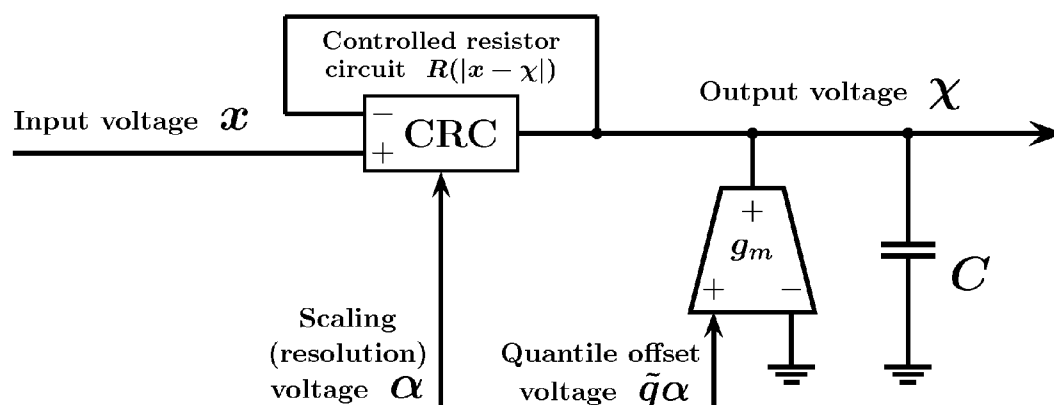 Controlled resistor
circuit R(|x − χ|)
Output voltage χ
Input voltage x
−
+
CRC
+
g_m
+ −
C
Scaling
(resolution)
voltage α
Quantile offset
voltage q̃α